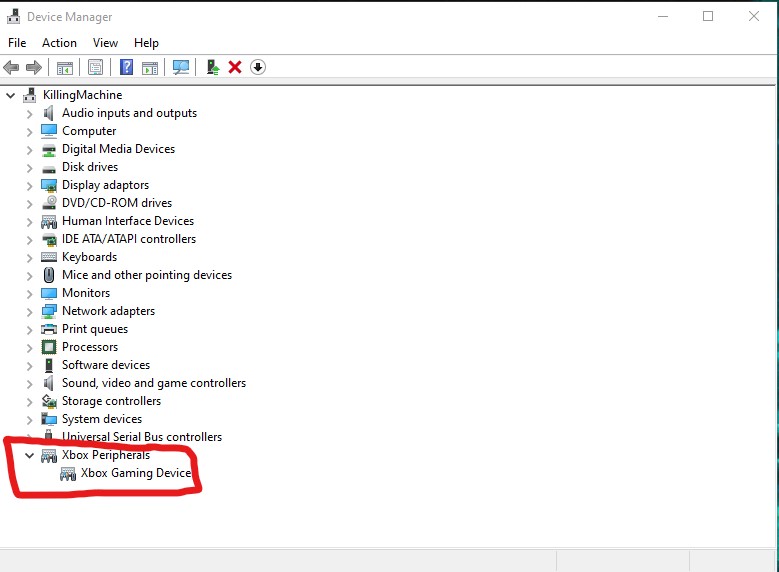 Device Manager
File Action View Help
KillingMachine
Audio inputs and outputs
Computer
Digital Media Devices
Disk drives
Display adaptors
DVD/CD-ROM drives
Human Interface Devices
IDE ATA/ATAPI controllers
Keyboards
Mice and other pointing devices
Monitors
Network adapters
Print queues
Processors
Software devices
Sound, video and game controllers
Storage controllers
System devices
Universal Serial Bus controllers
Xbox Peripherals
Xbox Gaming Device